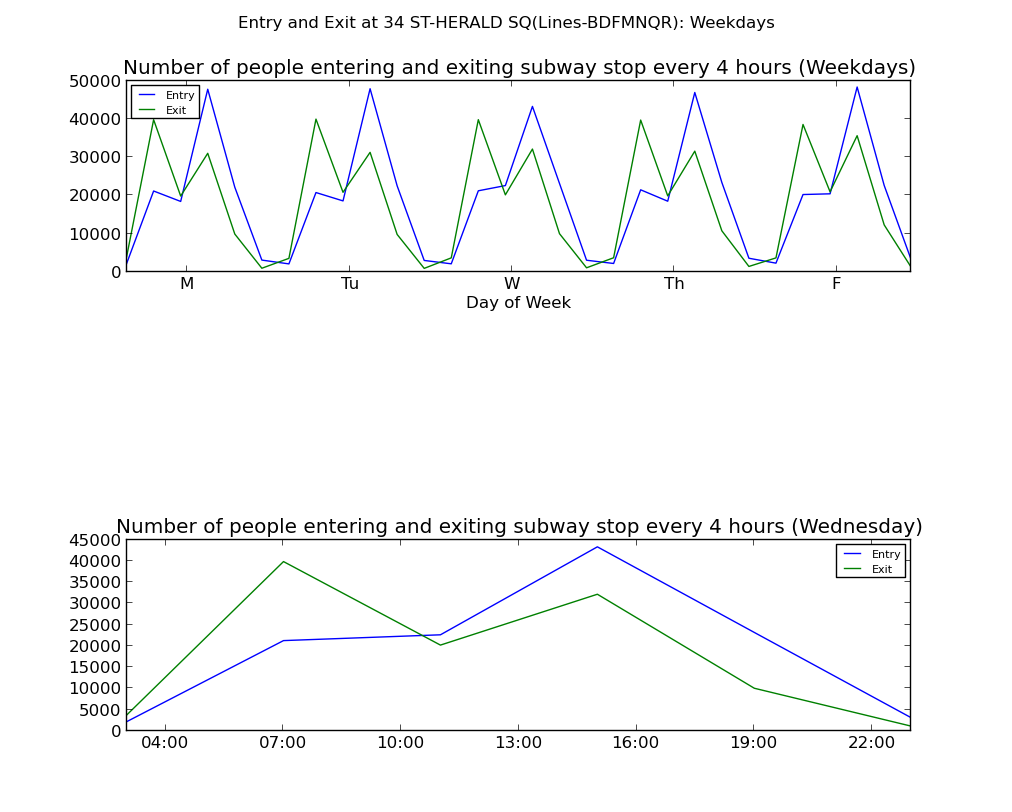 Entry and Exit at 34 ST-HERALD SQ(Lines-BDFMNQR): Weekdays
Number of people entering and exiting subway stop every 4 hours (Weekdays)
50000
40000
30000
20000
10000
0
Entry
Exit
M Tu W Th F
Day of Week
Number of people entering and exiting subway stop every 4 hours (Wednesday)
45000
40000
35000
30000
25000
20000
15000
10000
5000
0
Entry
Exit
04:00 07:00 10:00 13:00 16:00 19:00 22:00